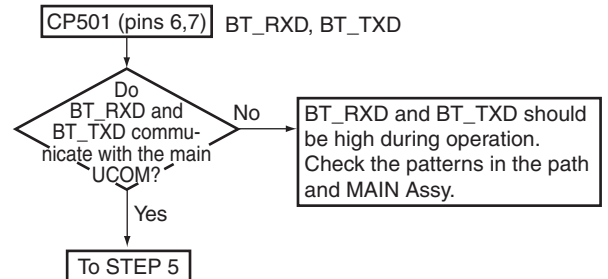 CP501 (pins 6,7) BT_RXD, BT_TXD
Do
BT_RXD and
BT_TXD commu-
nicate with the main
UCOM?
No
BT_RXD and BT_TXD should
be high during operation.
Check the patterns in the path
and MAIN Assy.
Yes
To STEP 5